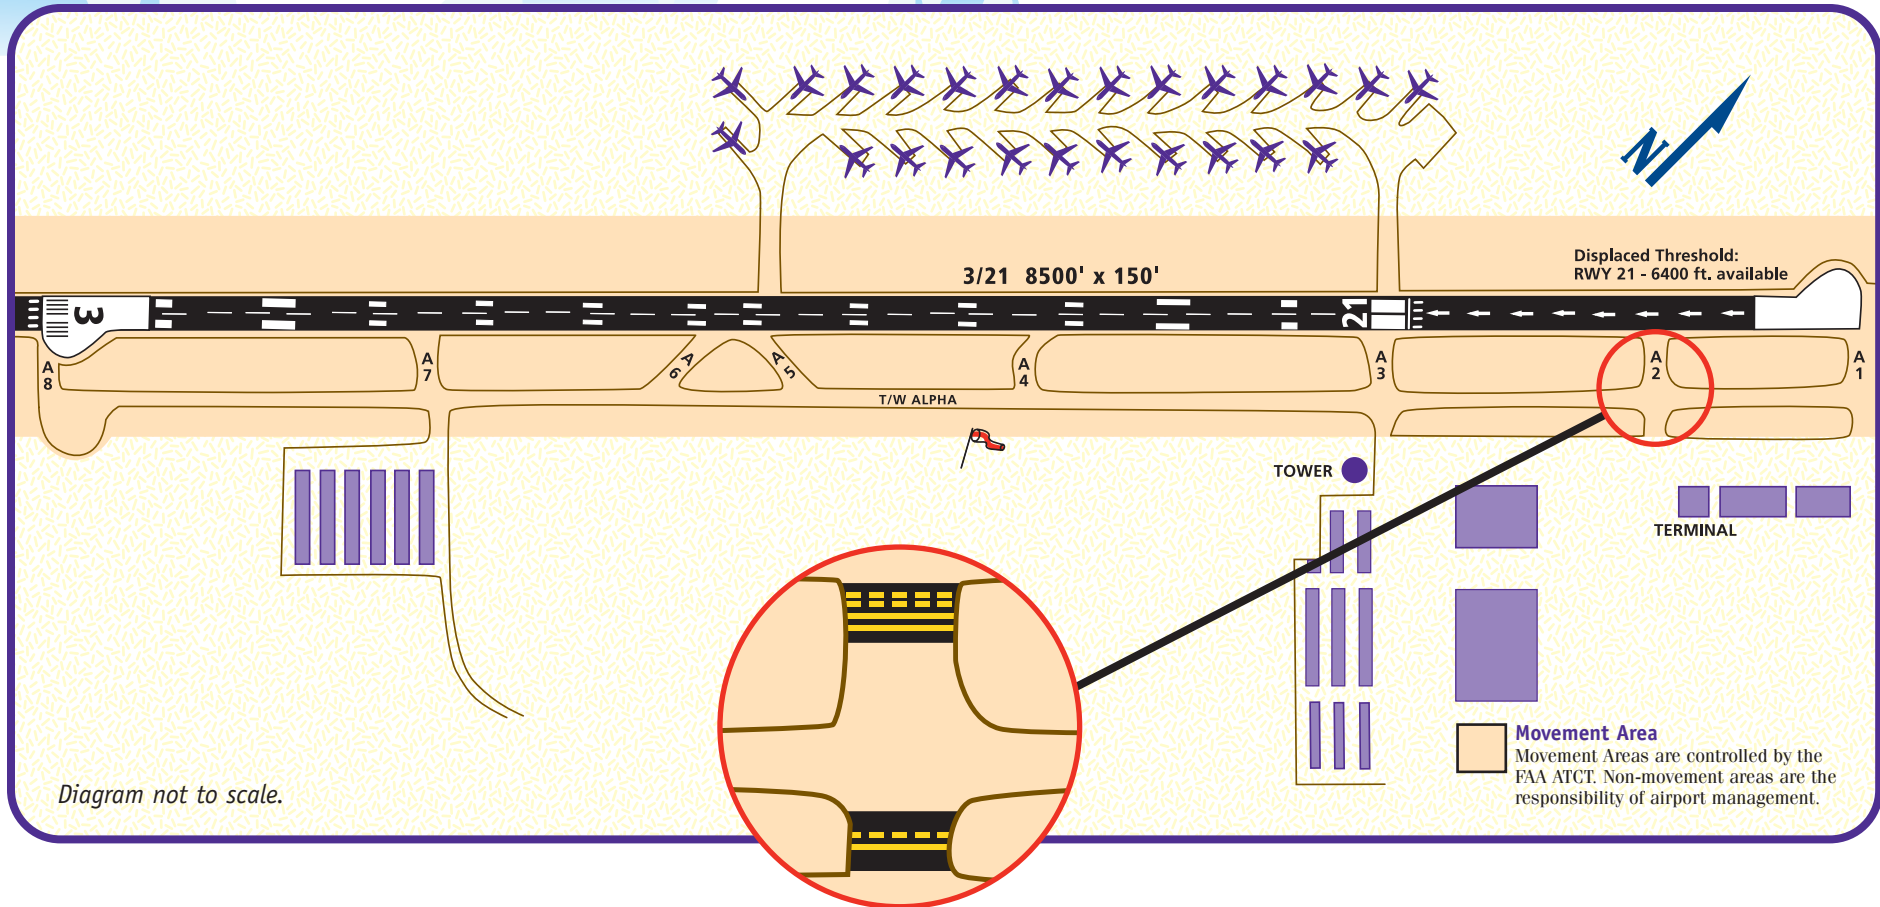 N
3/21 8500' x 150'
Displaced Threshold:
RWY 21 - 6400 ft. available
3
21
A
8
A
7
A
6
A
5
A
4
A
3
A
2
A
1
T/W ALPHA
TOWER
TERMINAL
Movement Area
Movement Areas are controlled by the
FAA ATCT. Non-movement areas are the
responsibility of airport management.
Diagram not to scale.